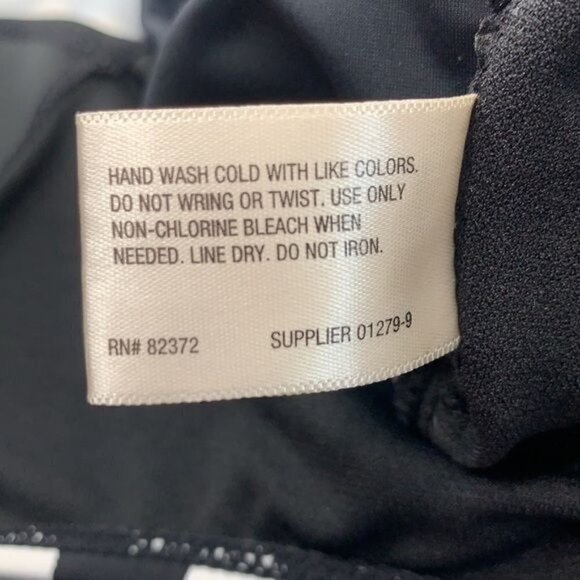 HAND WASH COLD WITH LIKE COLORS.
DO NOT WRING OR TWIST. USE ONLY
NON-CHLORINE BLEACH WHEN
NEEDED. LINE DRY. DO NOT IRON.
RN# 82372 SUPPLIER 01279-9